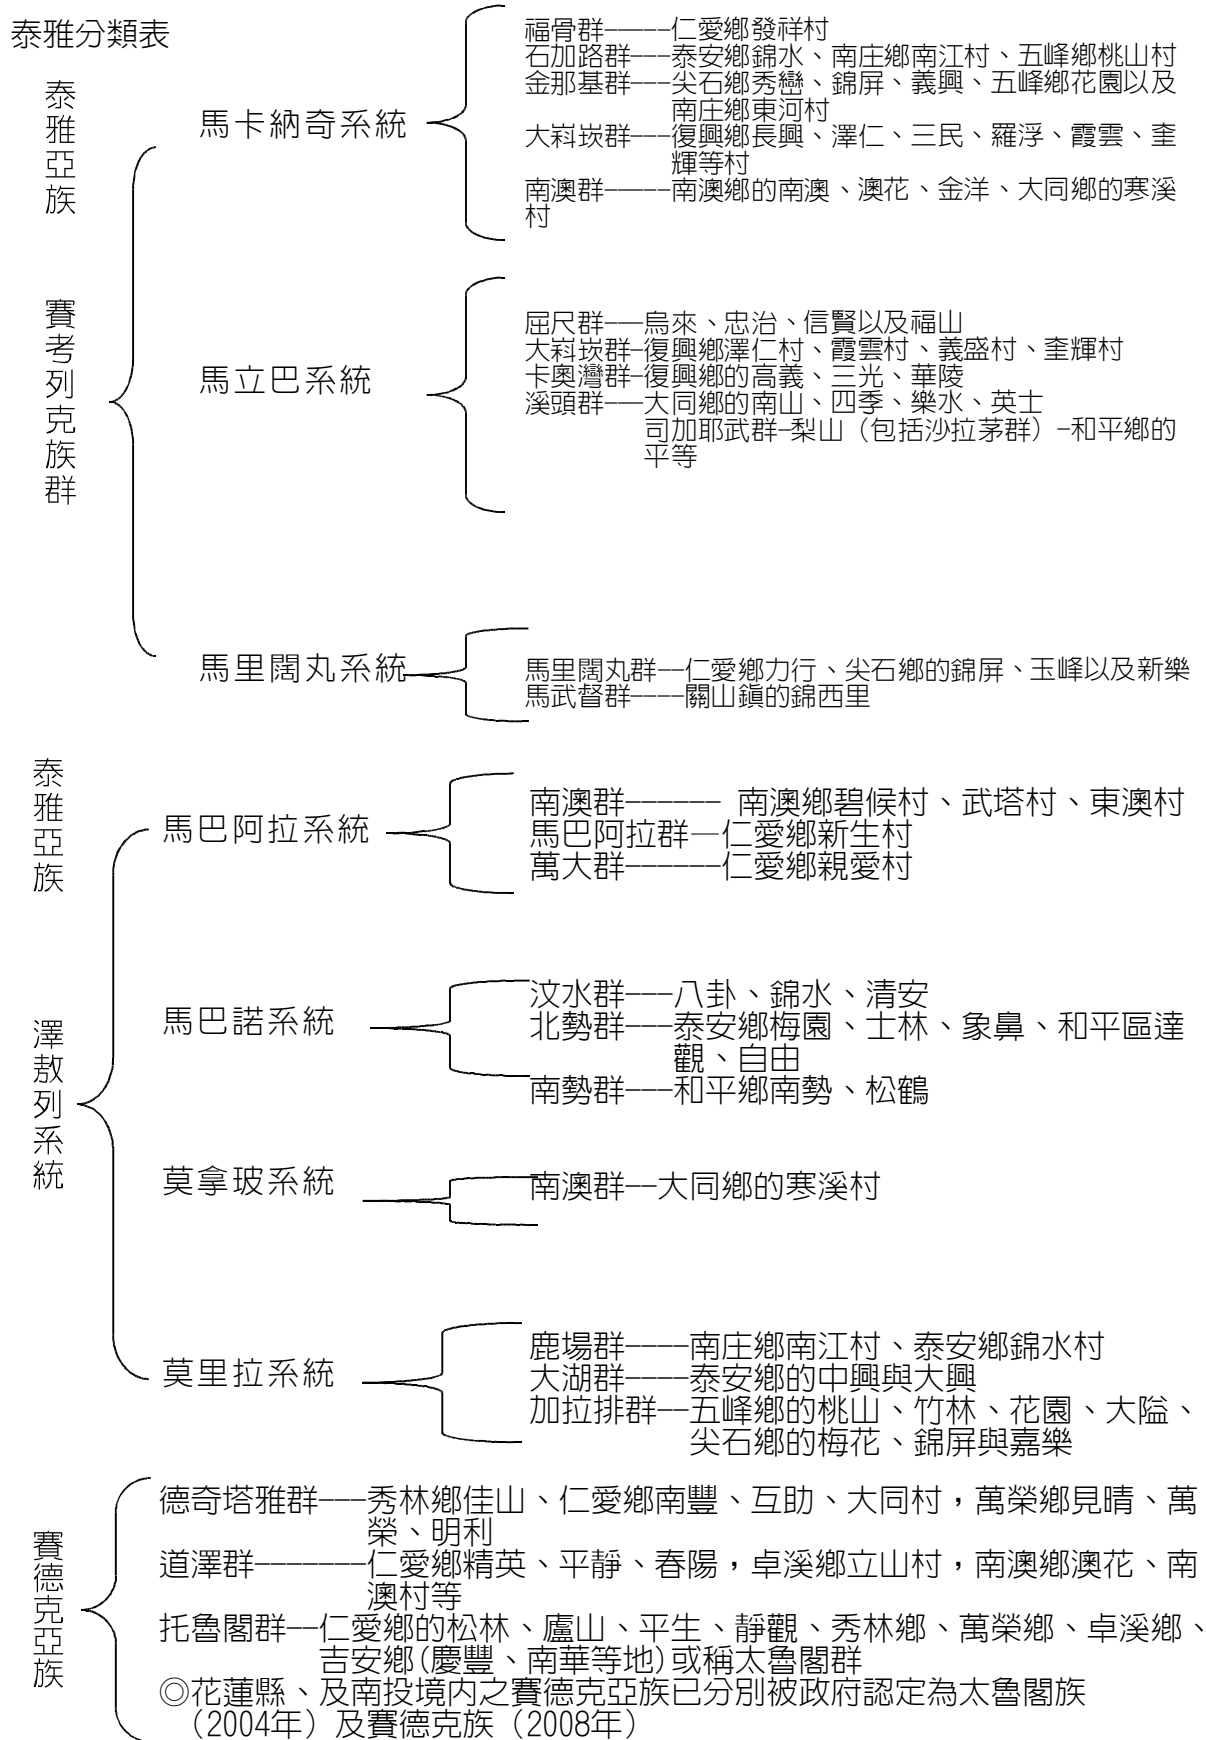 泰雅分類表
泰雅亞族
賽考列克族群
馬卡納奇系統
福骨群-----仁愛鄉發祥村
石加路群---泰安鄉錦水、南庄鄉南江村、五峰鄉桃山村
金那基群---尖石鄉秀巒、錦屏、義興、五峰鄉花園以及
南庄鄉東河村
大嵙崁群---復興鄉長興、澤仁、三民、羅浮、霞雲、奎
輝等村
南澳群-----南澳鄉的南澳、澳花、金洋、大同鄉的寒溪
村
馬立巴系統
屈尺群---烏來、忠治、信賢以及福山
大嵙崁群-復興鄉澤仁村、霞雲村、義盛村、奎輝村
卡奧灣群-復興鄉的高義、三光、華陵
溪頭群---大同鄉的南山、四季、樂水、英士
司加耶武群-梨山（包括沙拉茅群）-和平鄉的
平等
馬里闊丸系統
馬里闊丸群--仁愛鄉力行、尖石鄉的錦屏、玉峰以及新樂
馬武督群----關山鎮的錦西里
泰雅亞族
澤敖列系統
馬巴阿拉系統
南澳群------ 南澳鄉碧候村、武塔村、東澳村
馬巴阿拉群—仁愛鄉新生村
萬大群------仁愛鄉親愛村
馬巴諾系統
汶水群---八卦、錦水、清安
北勢群---泰安鄉梅園、士林、象鼻、和平區達
觀、自由
南勢群---和平鄉南勢、松鶴
莫拿玻系統
南澳群--大同鄉的寒溪村
莫里拉系統
鹿場群----南庄鄉南江村、泰安鄉錦水村
大湖群----泰安鄉的中興與大興
加拉排群--五峰鄉的桃山、竹林、花園、大隘、
尖石鄉的梅花、錦屏與嘉樂
賽德克亞族
德奇塔雅群---秀林鄉佳山、仁愛鄉南豐、互助、大同村，萬榮鄉見晴、萬
榮、明利
道澤群-------仁愛鄉精英、平靜、春陽，卓溪鄉立山村，南澳鄉澳花、南
澳村等
托魯閣群--仁愛鄉的松林、廬山、平生、靜觀、秀林鄉、萬榮鄉、卓溪鄉、
吉安鄉(慶豐、南華等地)或稱太魯閣群
◎花蓮縣、及南投境內之賽德克亞族已分別被政府認定為太魯閣族
（2004年）及賽德克族（2008年）